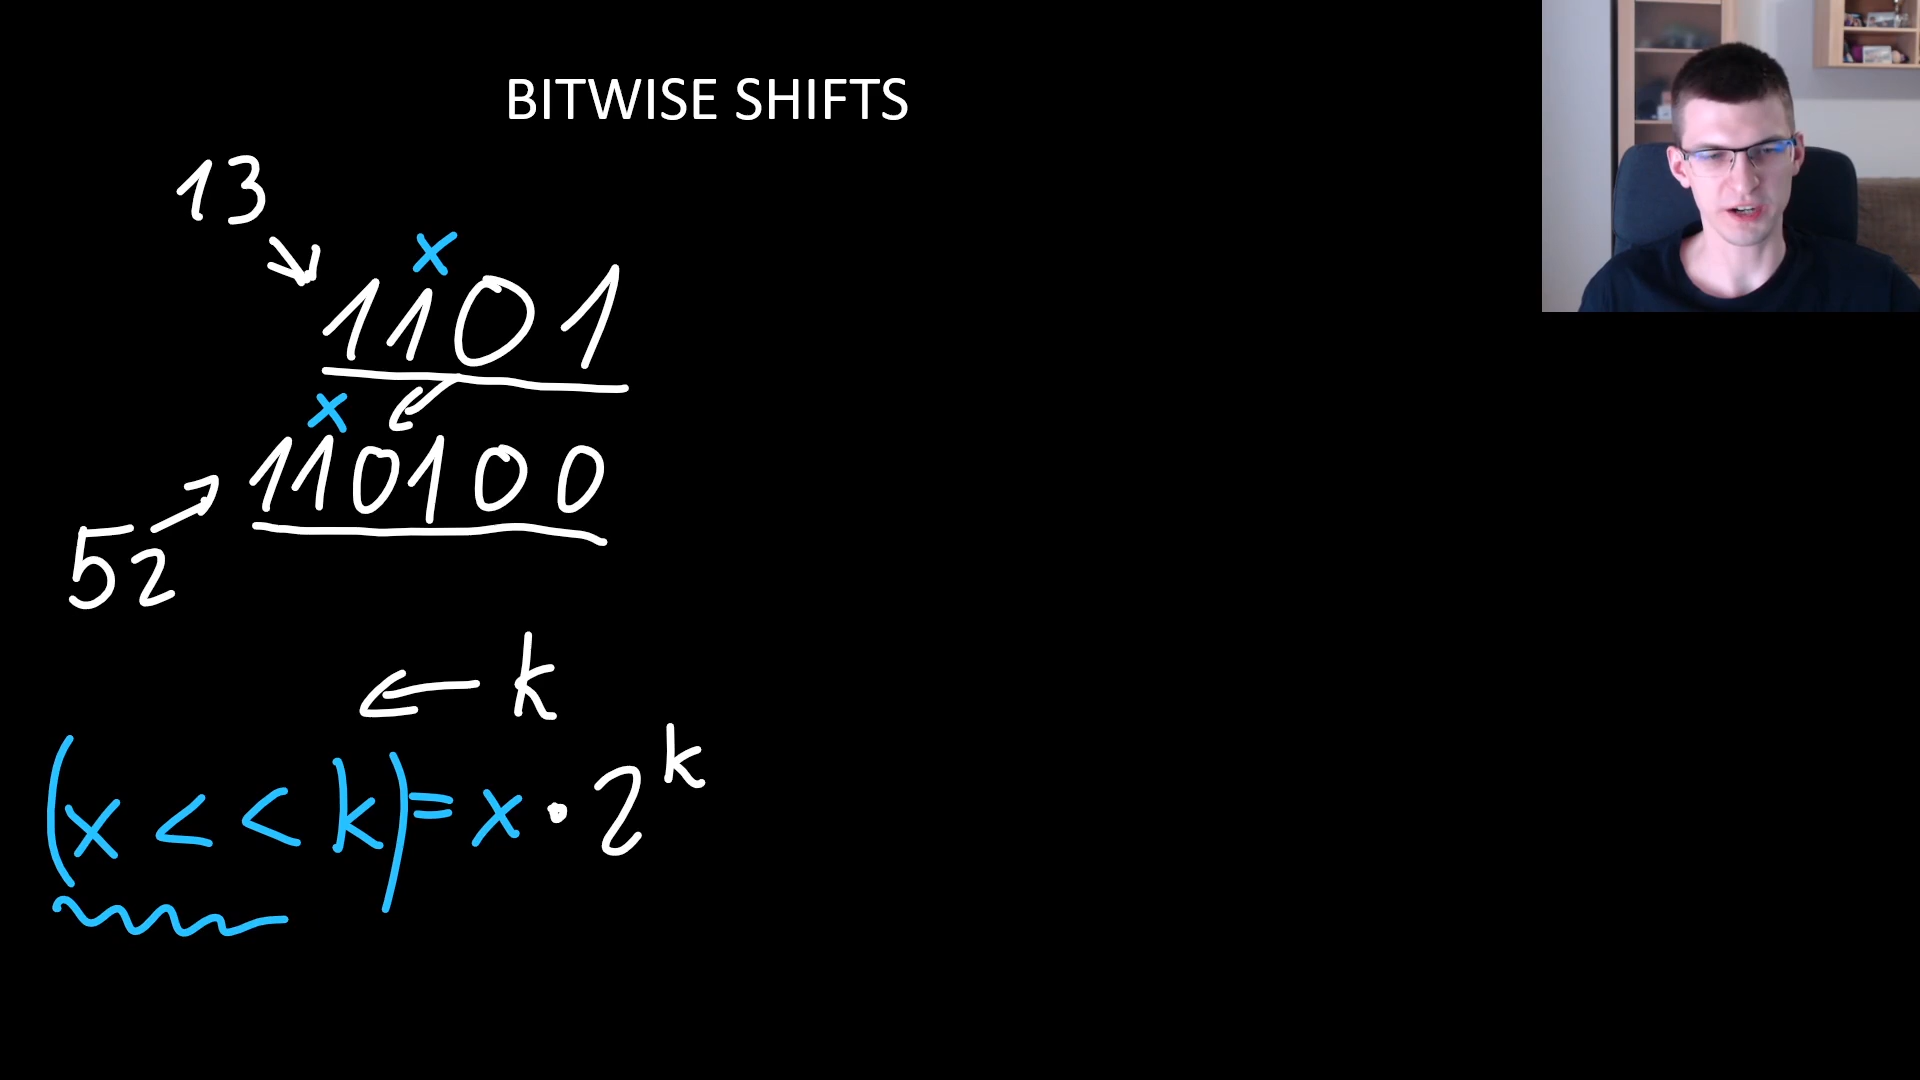 BITWISE SHIFTS
13
x
1101
x
110100
52
k
(x << k) = x · 2^k